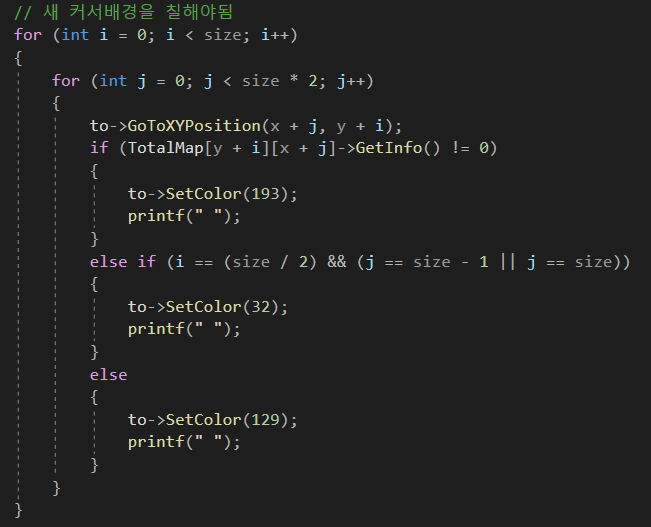 // 새 커서배경을 칠해야됨
for (int i = 0; i < size; i++)
{
    for (int j = 0; j < size * 2; j++)
    {
        to->GoToXYPosition(x + j, y + i);
        if (TotalMap[y + i][x + j]->GetInfo() != 0)
        {
            to->SetColor(193);
            printf(" ");
        }
        else if (i == (size / 2) && (j == size - 1 || j == size))
        {
            to->SetColor(32);
            printf(" ");
        }
        else
        {
            to->SetColor(129);
            printf(" ");
        }
    }
}